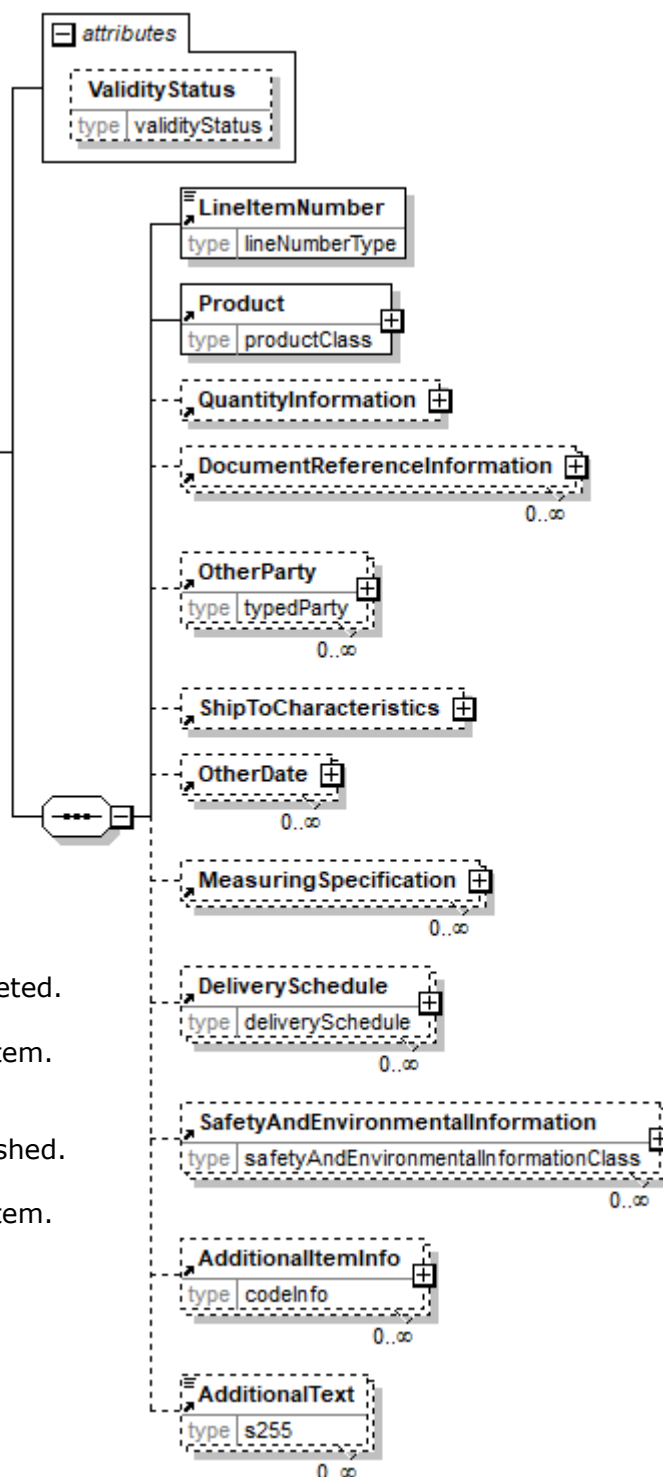 attributes
ValidityStatus
type validityStatus
LineItemNumber
type lineNumberType
Product
type productClass
QuantityInformation
DocumentReferenceInformation
0..∞
OtherParty
type typedParty
0..∞
ShipToCharacteristics
OtherDate
0..∞
MeasuringSpecification
0..∞
eted.
DeliverySchedule
type deliverySchedule
tem.
0..∞
SafetyAndEnvironmentalInformation
shed.
type safetyAndEnvironmentalInformationClass
0..∞
tem.
AdditionalItemInfo
type codeInfo
0..∞
AdditionalText
type s255
0..∞